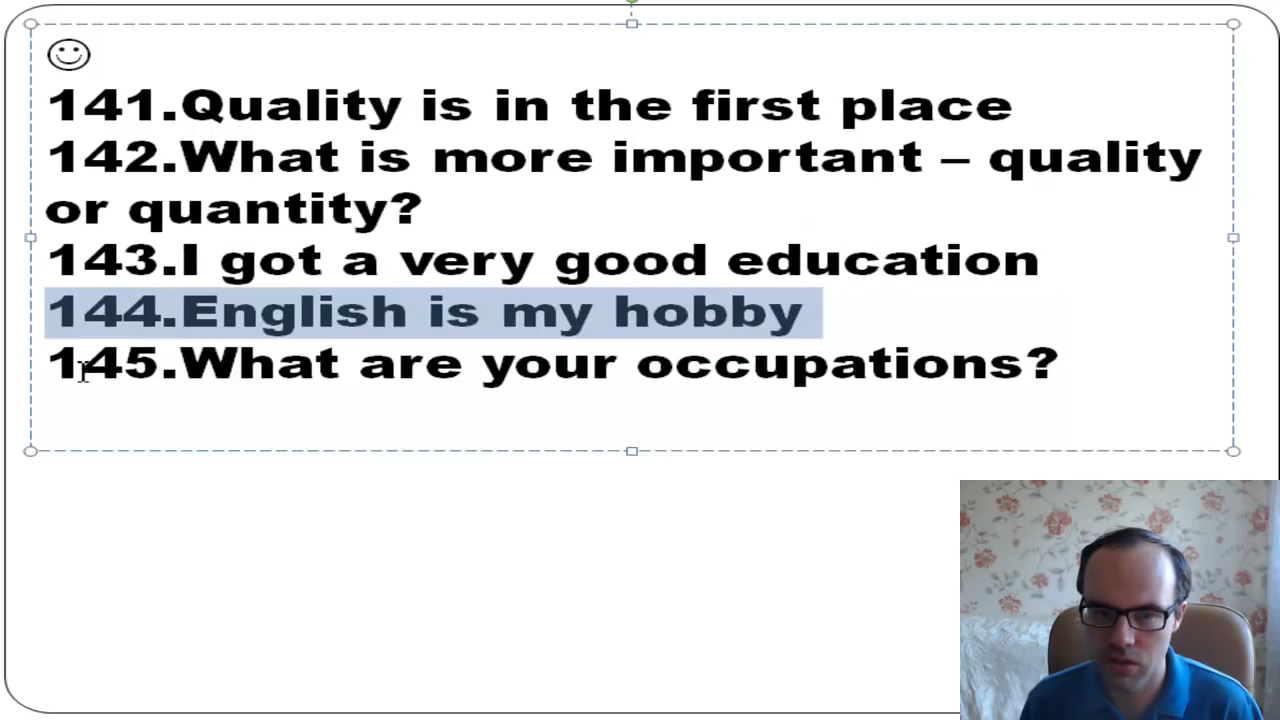 141.Quality is in the first place
142.What is more important – quality
or quantity?
143.I got a very good education
144.English is my hobby
145.What are your occupations?